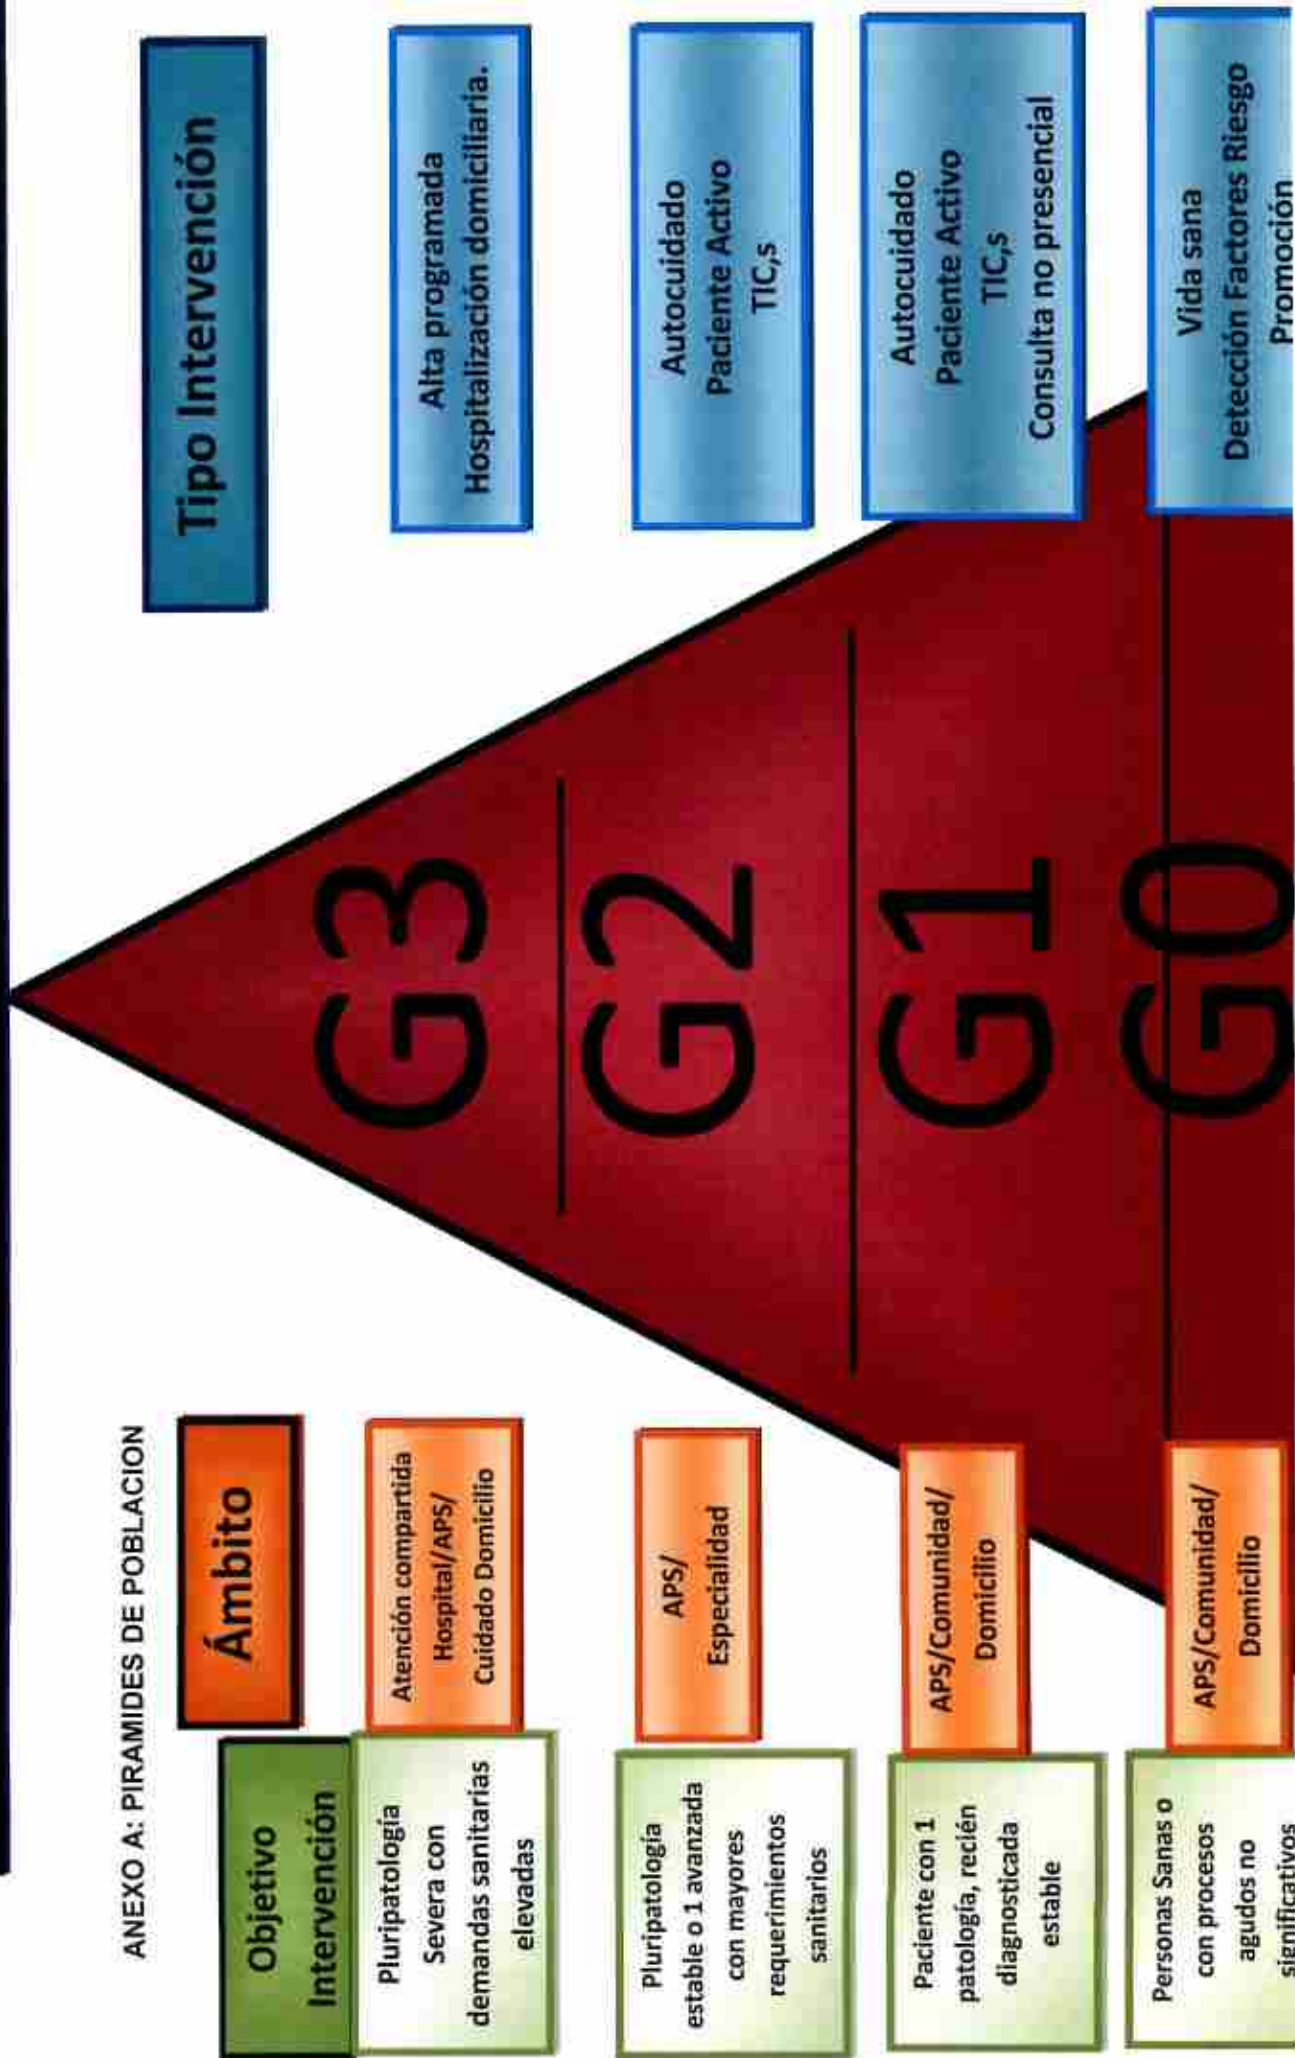 ANEXO A: PIRAMIDES DE POBLACION
Objetivo
Intervención
Ámbito
Tipo Intervención
Pluripatología
Severa con
demandas sanitarias
elevadas
Atención compartida
Hospital/APS/
Cuidado Domicilio
G3
Alta programada
Hospitalización domiciliaria.
Pluripatología
estable o 1 avanzada
con mayores
requerimientos
sanitarios
APS/
Especialidad
G2
Autocuidado
Paciente Activo
TIC,s
Paciente con 1
patología, recién
diagnosticada
estable
APS/Comunidad/
Domicilio
G1
Autocuidado
Paciente Activo
TIC,s
Consulta no presencial
Personas Sanas o
con procesos
agudos no
significativos
APS/Comunidad/
Domicilio
G0
Vida sana
Detección Factores Riesgo
Promoción